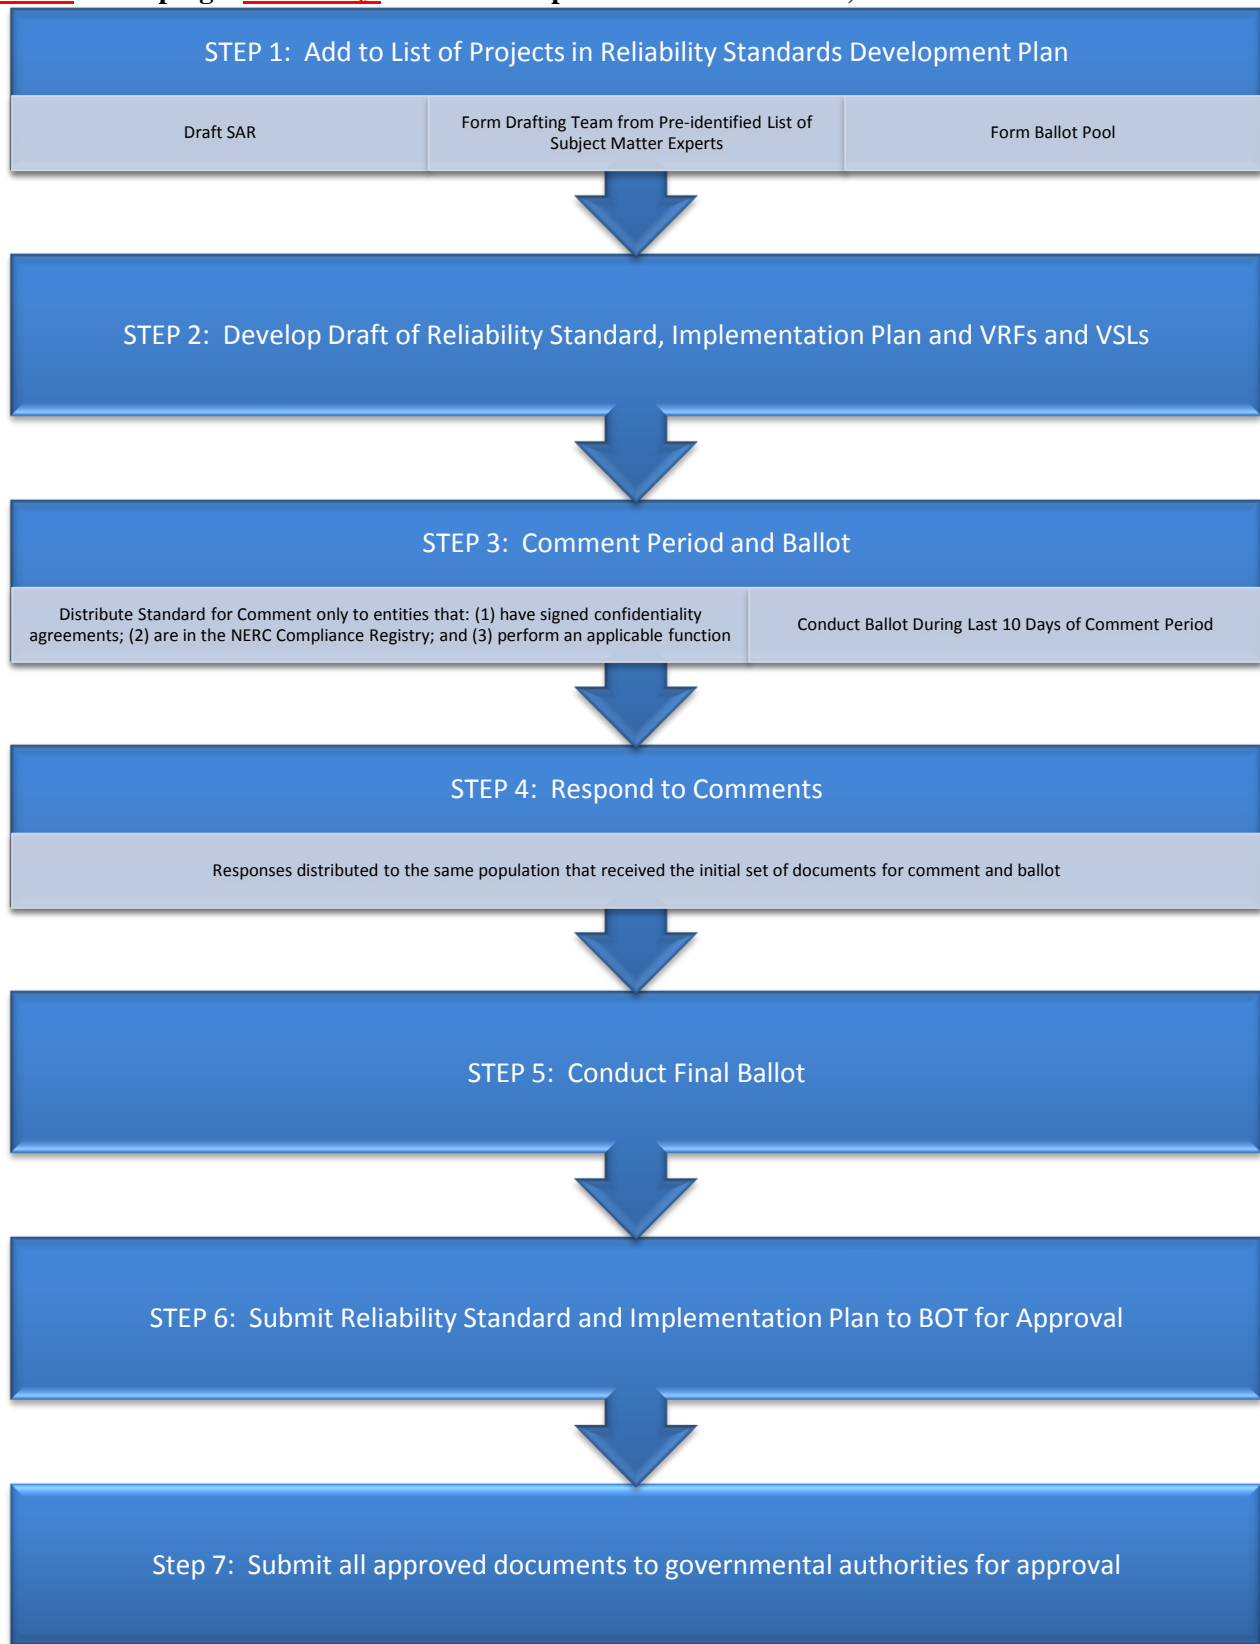 STEP 1: Add to List of Projects in Reliability Standards Development Plan
Draft SAR
Form Drafting Team from Pre-identified List of
Subject Matter Experts
Form Ballot Pool
STEP 2: Develop Draft of Reliability Standard, Implementation Plan and VRFs and VSLs
STEP 3: Comment Period and Ballot
Distribute Standard for Comment only to entities that: (1) have signed confidentiality
agreements; (2) are in the NERC Compliance Registry; and (3) perform an applicable function
Conduct Ballot During Last 10 Days of Comment Period
STEP 4: Respond to Comments
Responses distributed to the same population that received the initial set of documents for comment and ballot
STEP 5: Conduct Final Ballot
STEP 6: Submit Reliability Standard and Implementation Plan to BOT for Approval
Step 7: Submit all approved documents to governmental authorities for approval